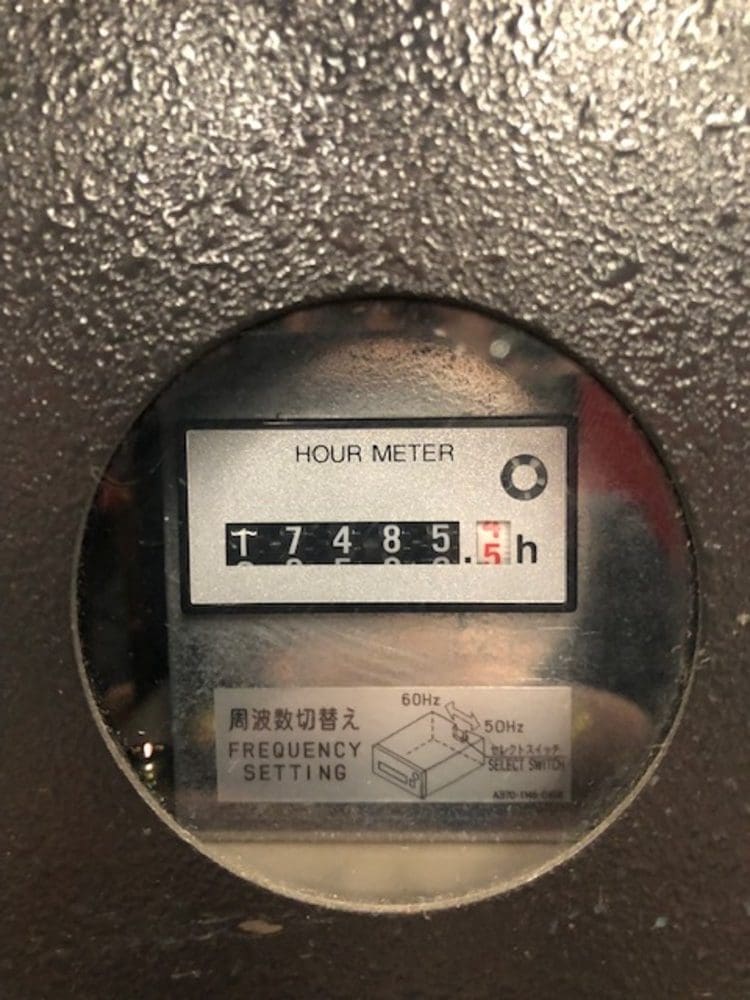 HOUR METER
17485.5 h
60Hz
50Hz
周波数切替え
FREQUENCY
SETTING
セレクトスイッチ
SELECT SWITCH